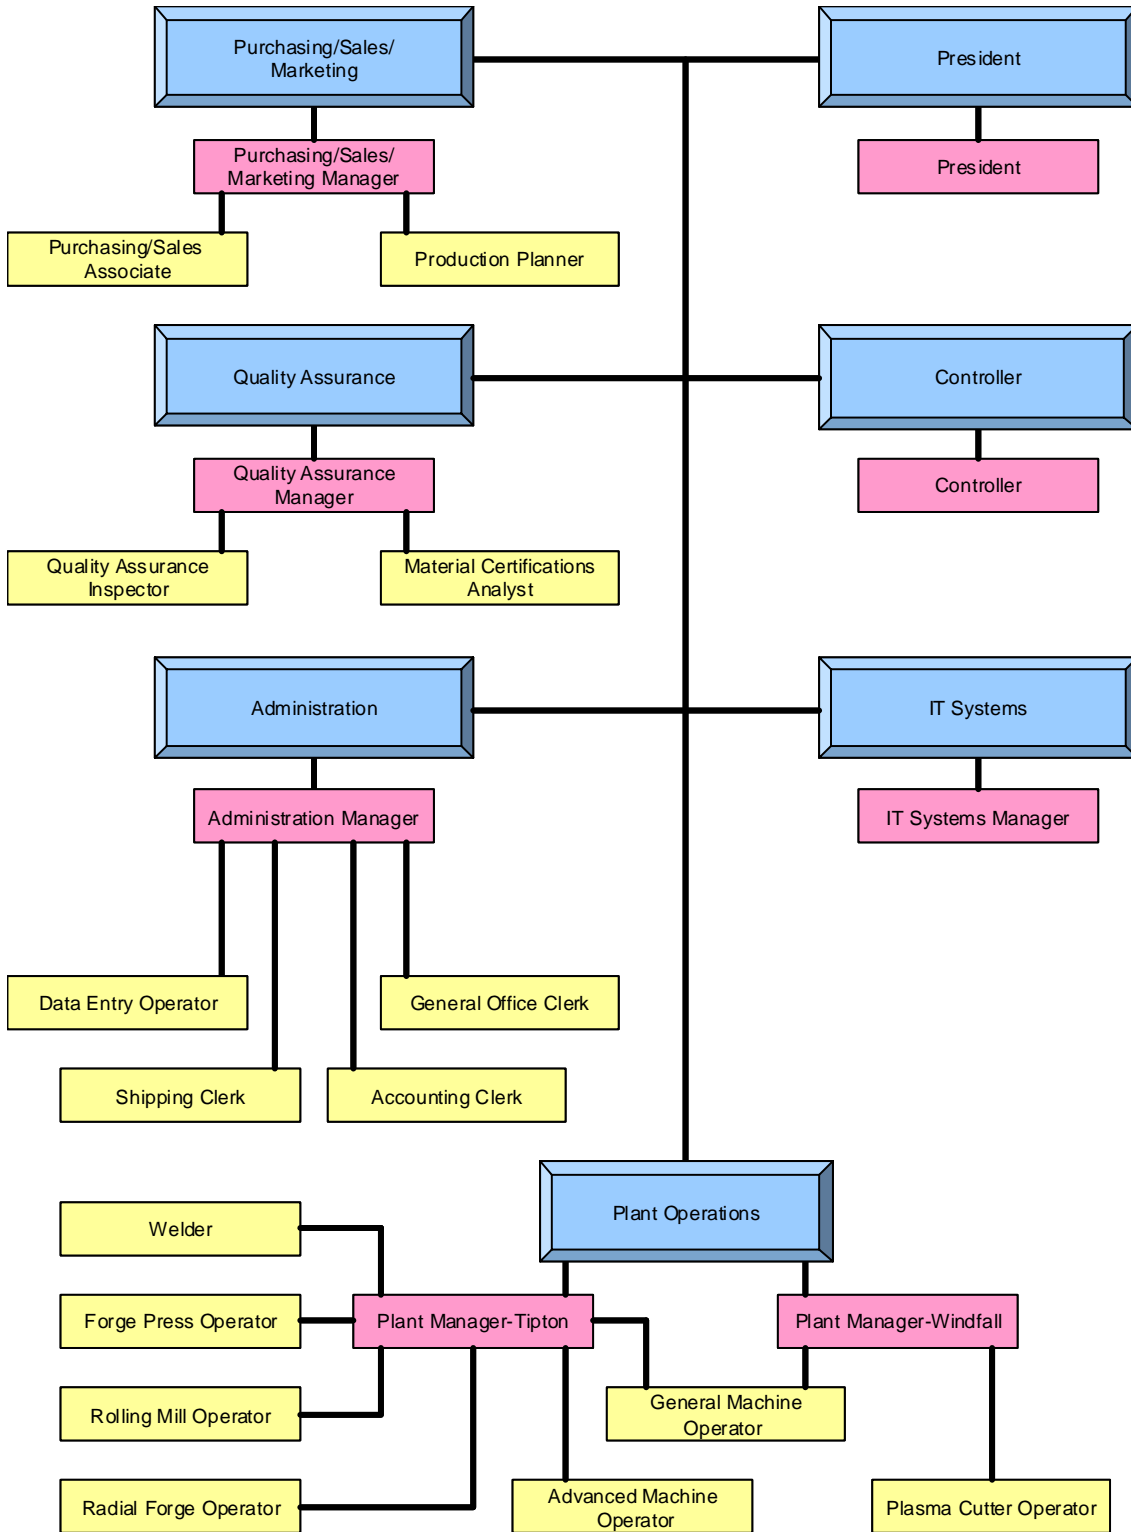 Purchasing/Sales/
Marketing
President
Purchasing/Sales/
Marketing Manager
President
Purchasing/Sales
Associate
Production Planner
Quality Assurance
Controller
Quality Assurance
Manager
Controller
Quality Assurance
Inspector
Material Certifications
Analyst
Administration
IT Systems
Administration Manager
IT Systems Manager
Data Entry Operator
General Office Clerk
Shipping Clerk
Accounting Clerk
Plant Operations
Welder
Forge Press Operator
Plant Manager-Tipton
Plant Manager-Windfall
Rolling Mill Operator
General Machine
Operator
Radial Forge Operator
Advanced Machine
Operator
Plasma Cutter Operator